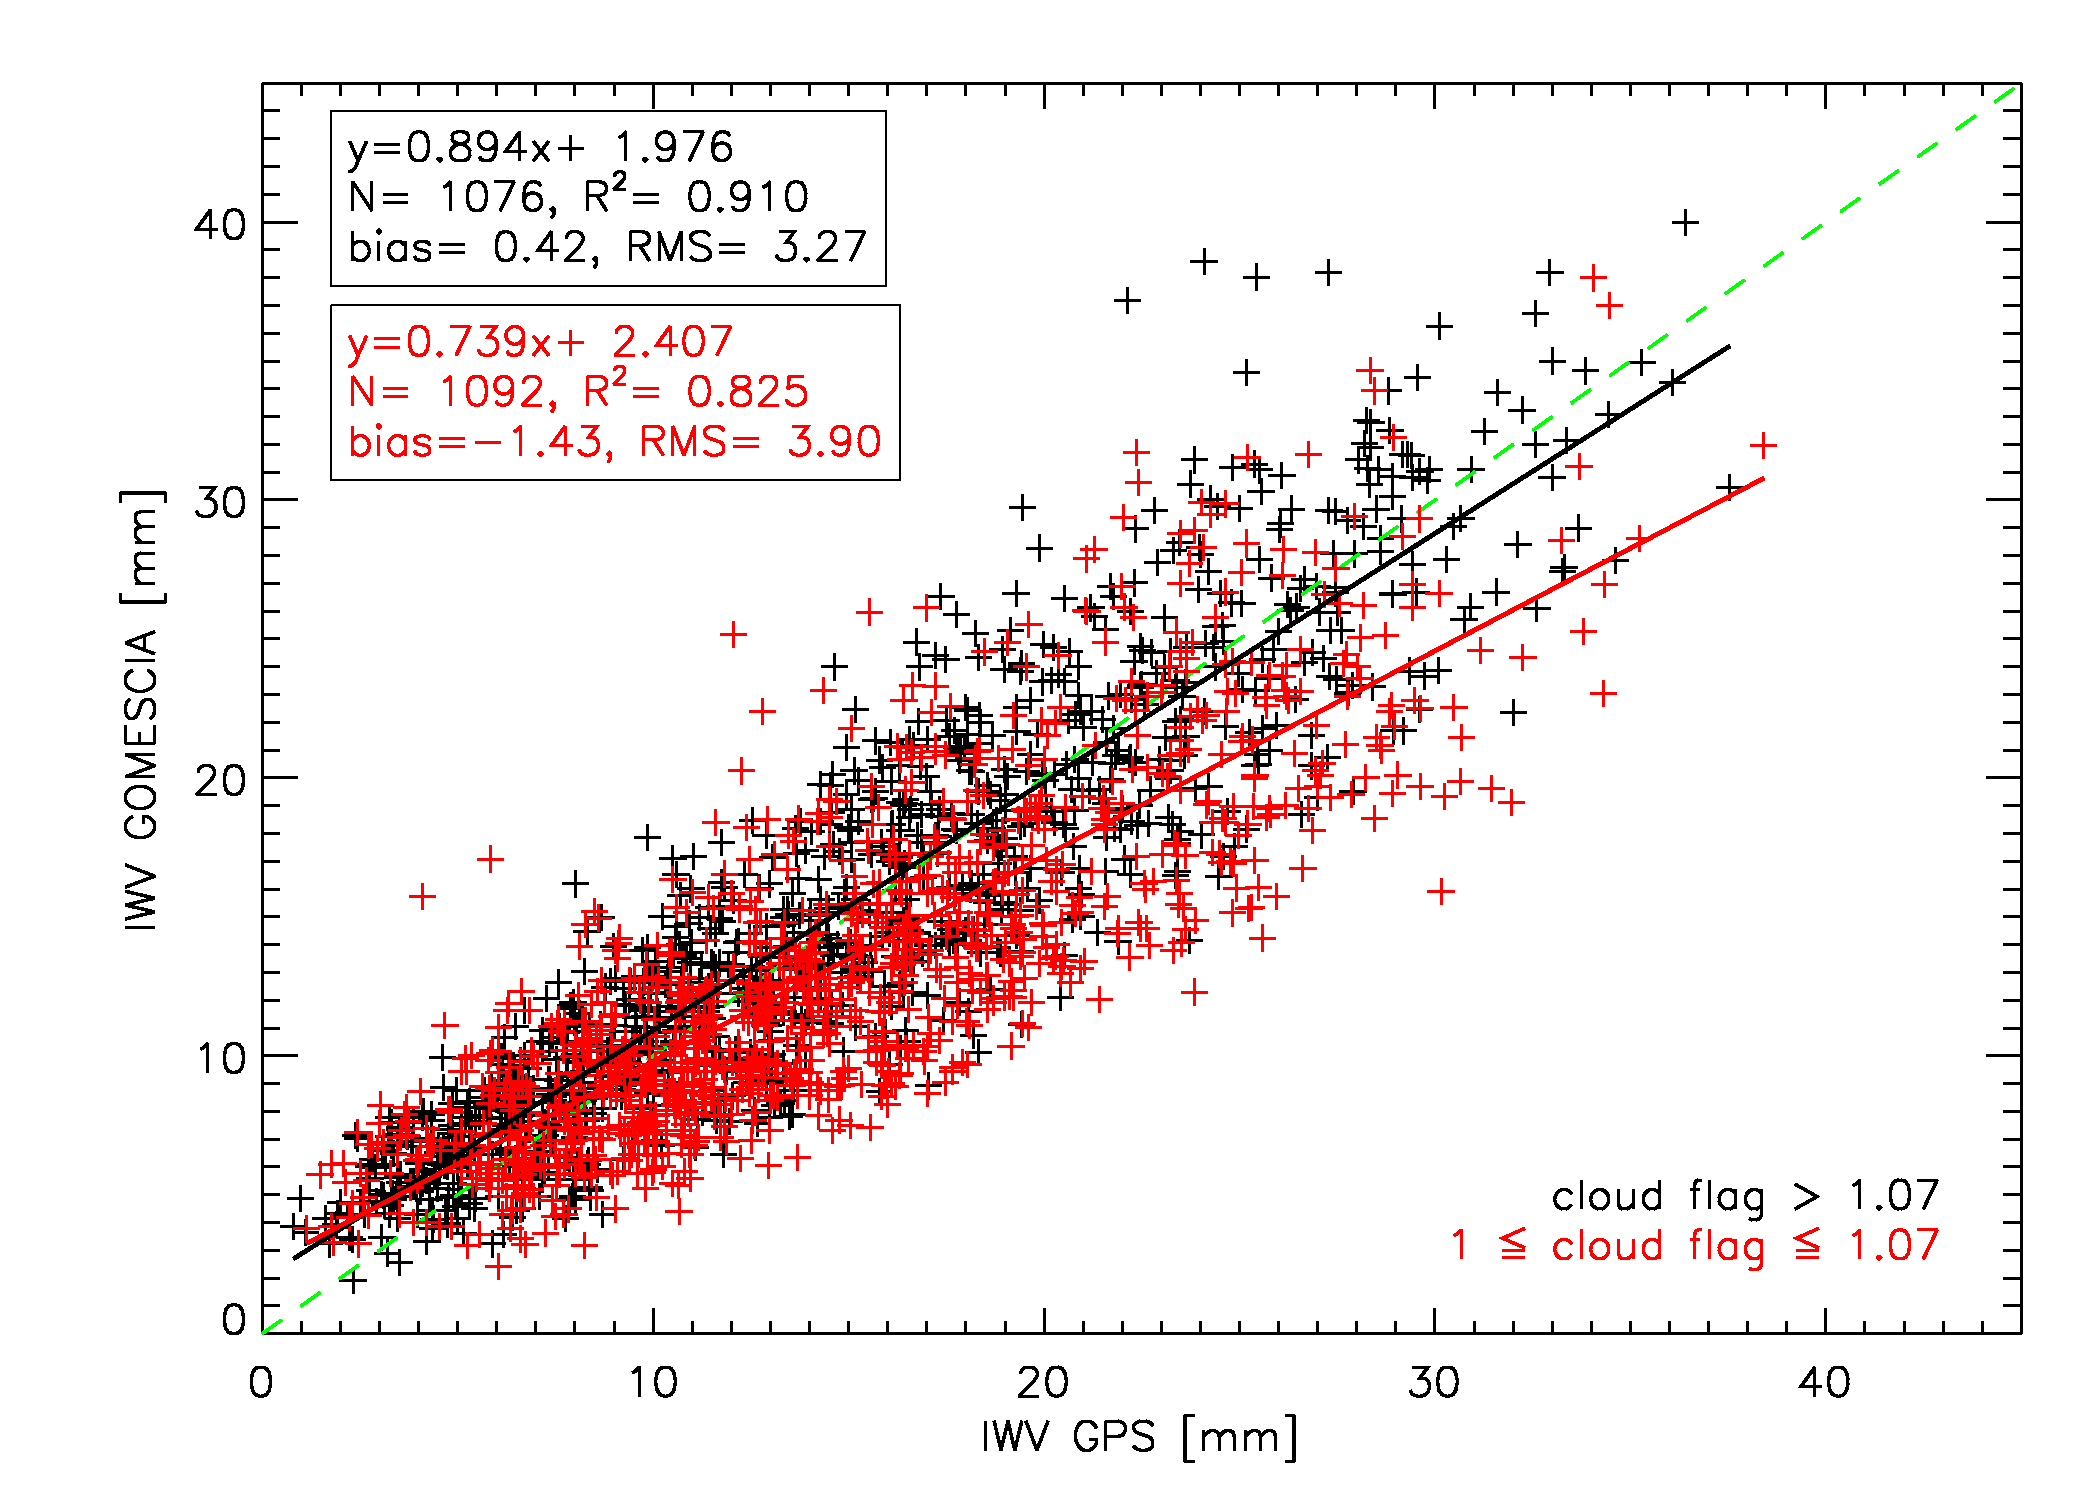 y=0.894x+ 1.976
N= 1076, R²= 0.910
bias= 0.42, RMS= 3.27
y=0.739x+ 2.407
N= 1092, R²= 0.825
bias=−1.43, RMS= 3.90
40
30
20
10
0
IWV GOMESCIA [mm]
cloud flag > 1.07
1 ≦ cloud flag ≦ 1.07
0 10 20 30 40
IWV GPS [mm]